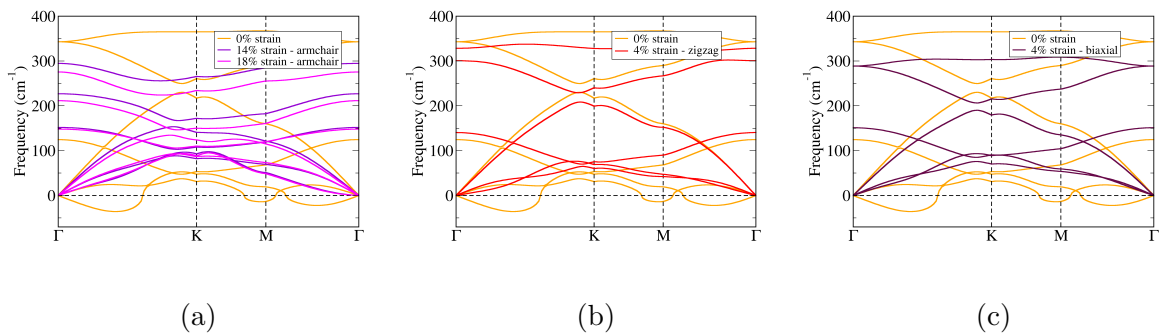 400
300
200
100
0
Frequency (cm⁻¹)
Γ K M Γ
0% strain
14% strain - armchair
18% strain - armchair
(a)
400
300
200
100
0
Frequency (cm⁻¹)
Γ K M Γ
0% strain
4% strain - zigzag
(b)
400
300
200
100
0
Frequency (cm⁻¹)
Γ K M Γ
0% strain
4% strain - biaxial
(c)